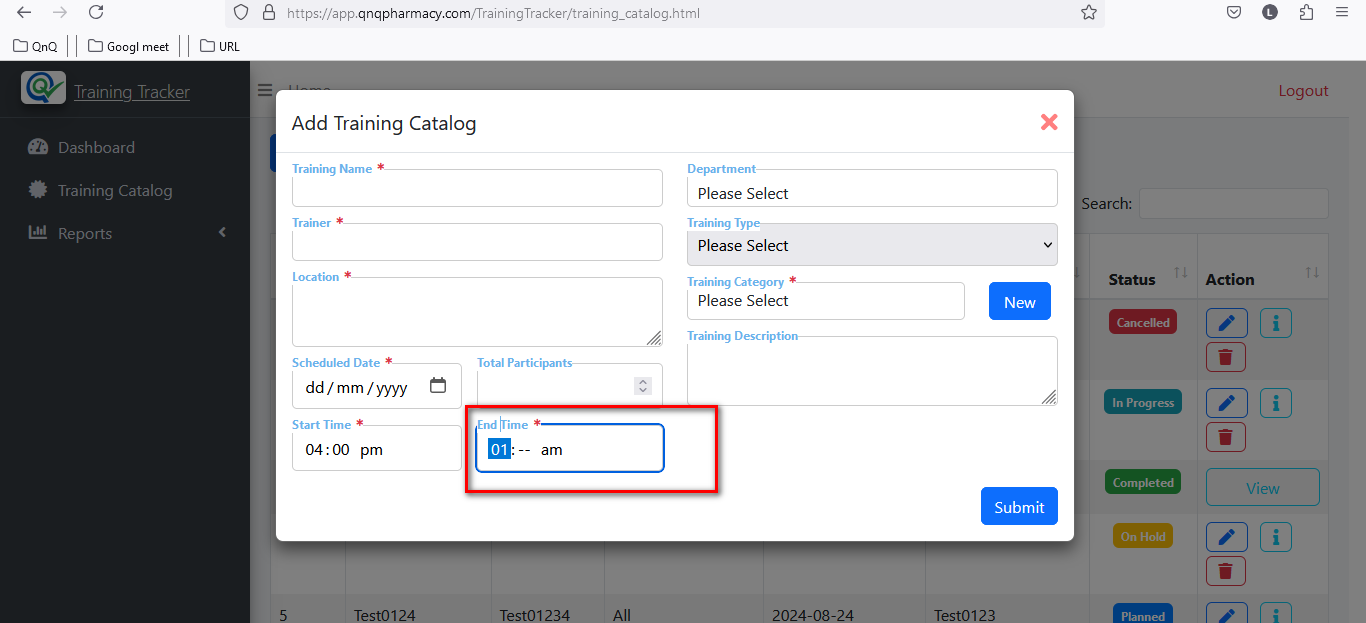 https://app.qnqpharmacy.com/TrainingTracker/training_catalog.html
L
QnQ
Googl meet
URL
Training Tracker
Home
Logout
Dashboard
Training Catalog
Reports
Add Training Catalog
Training Name *
Department
Please Select
Trainer *
Training Type
Please Select
Location *
Training Category *
Please Select
New
Training Description
Scheduled Date *
dd/mm/yyyy
Total Participants
Start Time *
04:00 pm
End Time *
01:-- am
Submit
Search:
Status
Action
Cancelled
In Progress
Completed
View
On Hold
5 Test0124 Test01234 All 2024-08-24 Test0123 Planned